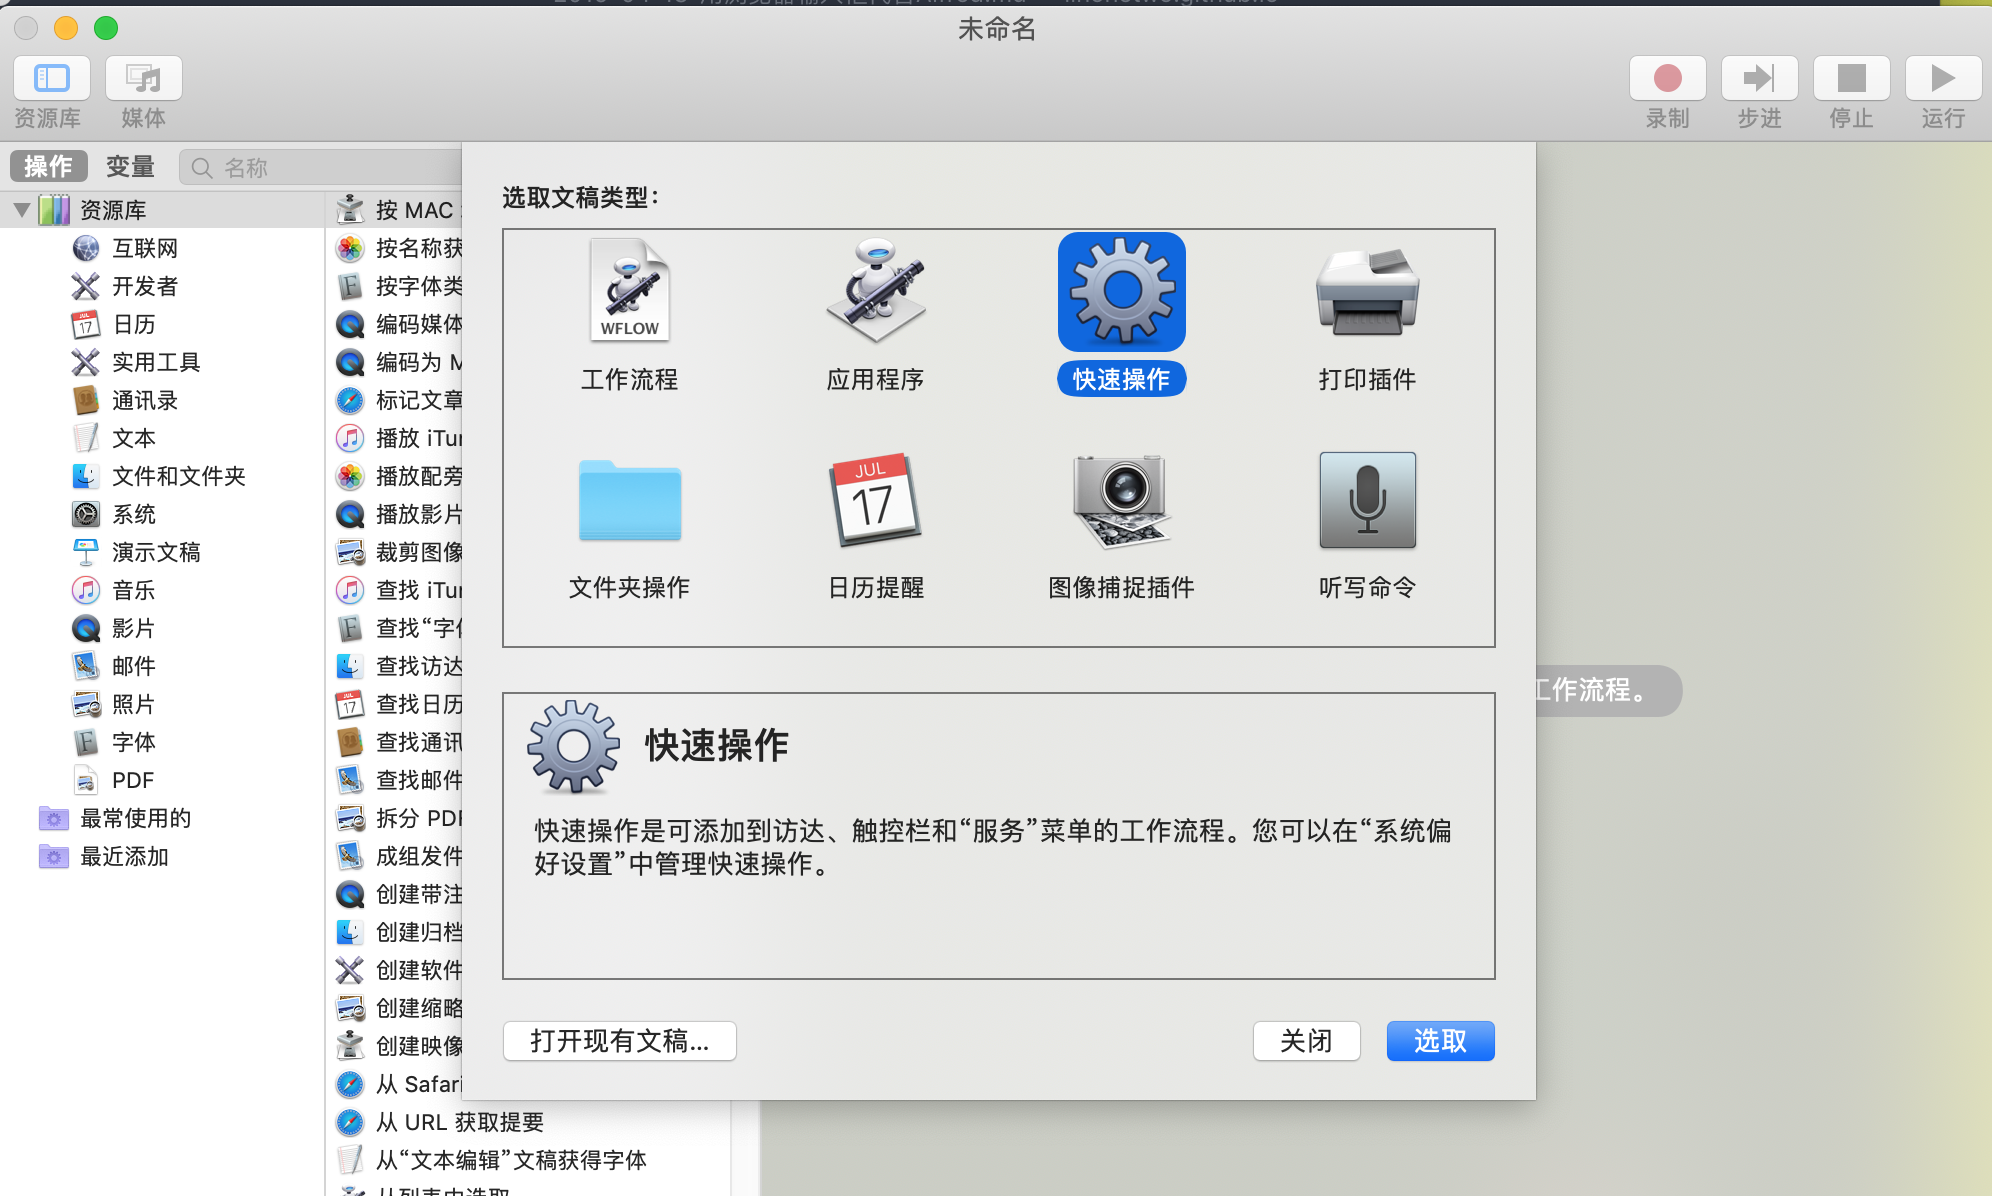 未命名
资源库
媒体
录制
步进
停止
运行
操作
变量
名称
资源库
互联网
开发者
日历
实用工具
通讯录
文本
文件和文件夹
系统
演示文稿
音乐
影片
邮件
照片
字体
PDF
最常使用的
最近添加
按 MAC
按名称获
按字体类
编码媒体
编码为 M
标记文章
播放 iTu
播放配旁
播放影片
裁剪图像
查找 iTu
查找“字体
查找访达
查找日历
查找通讯
查找邮件
拆分 PDF
成组发件
创建带注
创建归档
创建软件
创建缩略
创建映像
从 Safari
从 URL 获取提要
从“文本编辑”文稿获得字体
从列表中选取
选取文稿类型：
WFLOW
工作流程
应用程序
快速操作
打印插件
JUL
17
文件夹操作
日历提醒
图像捕捉插件
听写命令
快速操作
快速操作是可添加到访达、触控栏和“服务”菜单的工作流程。您可以在“系统偏
好设置”中管理快速操作。
打开现有文稿...
关闭
选取
工作流程。